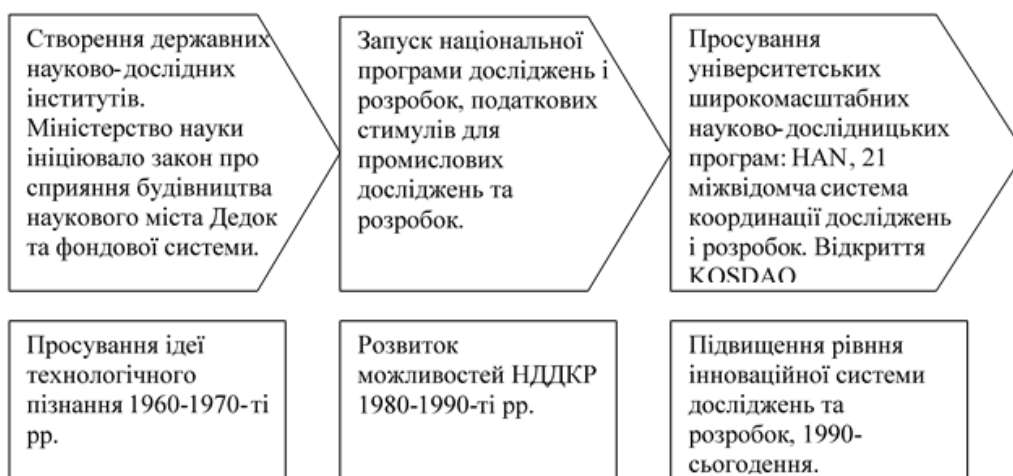 Створення державних
науково-дослідних
інститутів.
Міністерство науки
ініціювало закон про
сприяння будівництва
наукового міста Дедок
та фондової системи.
Запуск національної
програми досліджень і
розробок, податкових
стимулів для
промислових
досліджень та
розробок.
Просування
університетських
широкомасштабних
науково-дослідницьких
програм: HAN, 21
міжвідомча система
координації досліджень
і розробок. Відкриття
KOSDAQ
Просування ідеї
технологічного
пізнання 1960-1970-ті
рр.
Розвиток
можливостей НДДКР
1980-1990-ті рр.
Підвищення рівння
інноваційної системи
досліджень та
розробок, 1990-
сьогодення.